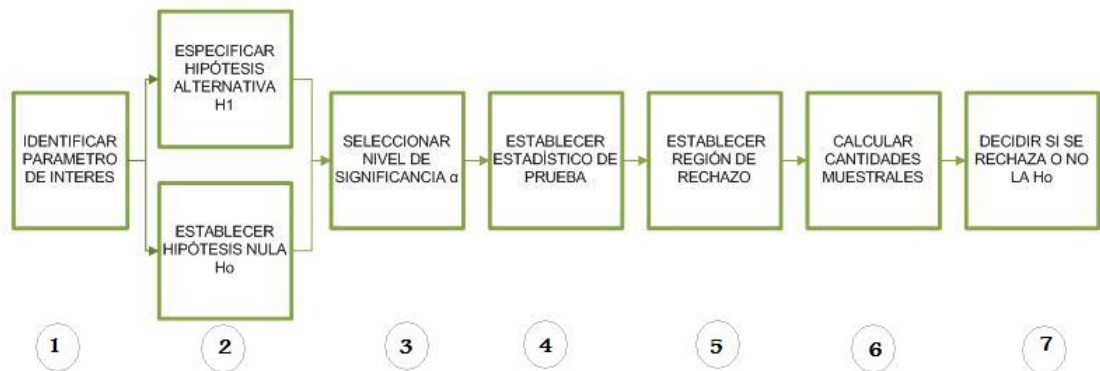 IDENTIFICAR
PARAMETRO
DE INTERES
ESPECIFICAR
HIPÓTESIS
ALTERNATIVA
H1
ESTABLECER
HIPÓTESIS NULA
Ho
SELECCIONAR
NIVEL DE
SIGNIFICANCIA α
ESTABLECER
ESTADÍSTICO DE
PRUEBA
ESTABLECER
REGIÓN DE
RECHAZO
CALCULAR
CANTIDADES
MUESTRALES
DECIDIR SI SE
RECHAZA O NO
LA Ho
1
2
3
4
5
6
7